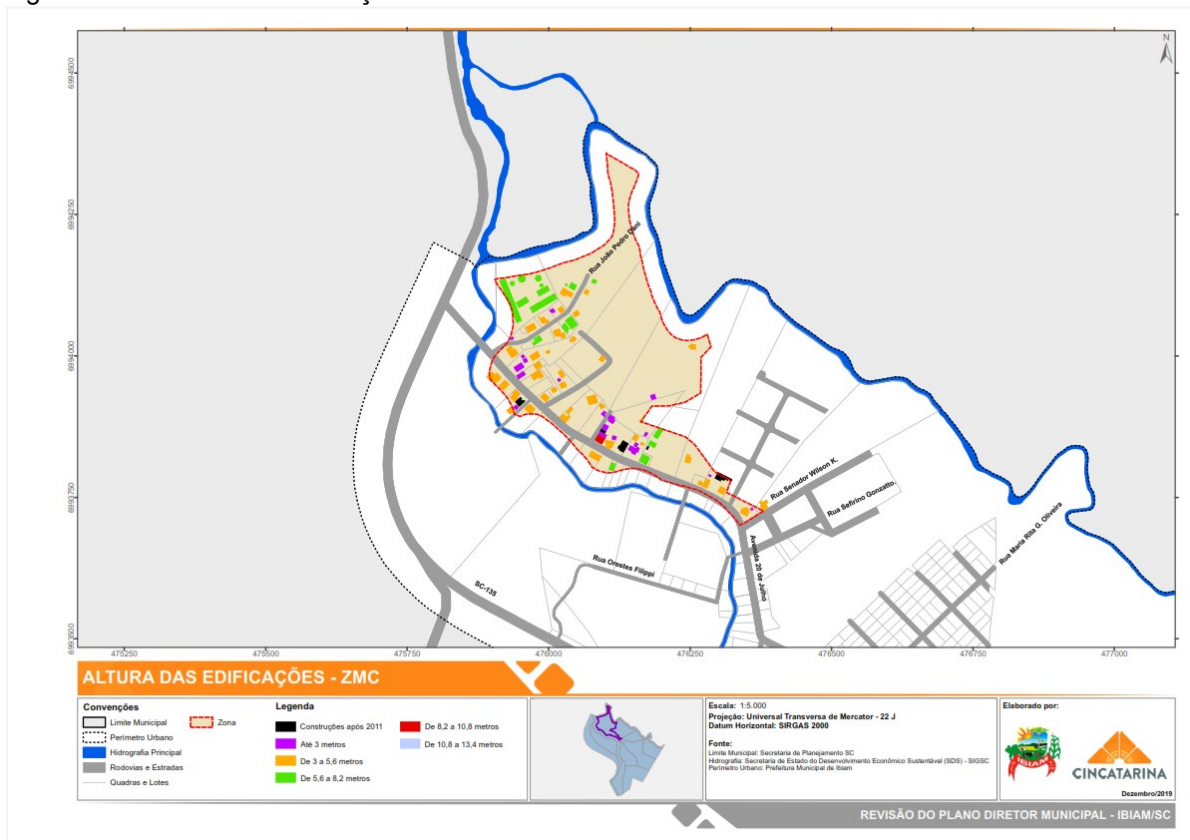 N
6994500
6994250
6994000
6993750
6993500
Rua João Pedro Dani
Rua Senador Wilson K.
Rua Sefirino Gonzatto.
Rua Maria Rita G. Oliveira
Rua Orestes Filippi
Avenida 20 de Julho
SC-135
475250
475500
475750
476000
476250
476500
476750
477000
ALTURA DAS EDIFICAÇÕES - ZMC
Convenções
Limite Municipal
Zona
Perímetro Urbano
Hidrografia Principal
Rodovias e Estradas
Quadras e Lotes
Legenda
Construções após 2011
De 8,2 a 10,8 metros
Até 3 metros
De 10,8 a 13,4 metros
De 3 a 5,6 metros
De 5,6 a 8,2 metros
Escala: 1:5.000
Projeção: Universal Transversa de Mercator - 22 J
Datum Horizontal: SIRGAS 2000
Fonte:
Limite Municipal: Secretaria de Planejamento SC
Hidrografia: Secretaria de Estado do Desenvolvimento Econômico Sustentável (SDS) - SIGSC
Perímetro Urbano: Prefeitura Municipal de Ibiam
Elaborado por:
IBIAM
CINCATARINA
Dezembro/2019
REVISÃO DO PLANO DIRETOR MUNICIPAL - IBIAM/SC